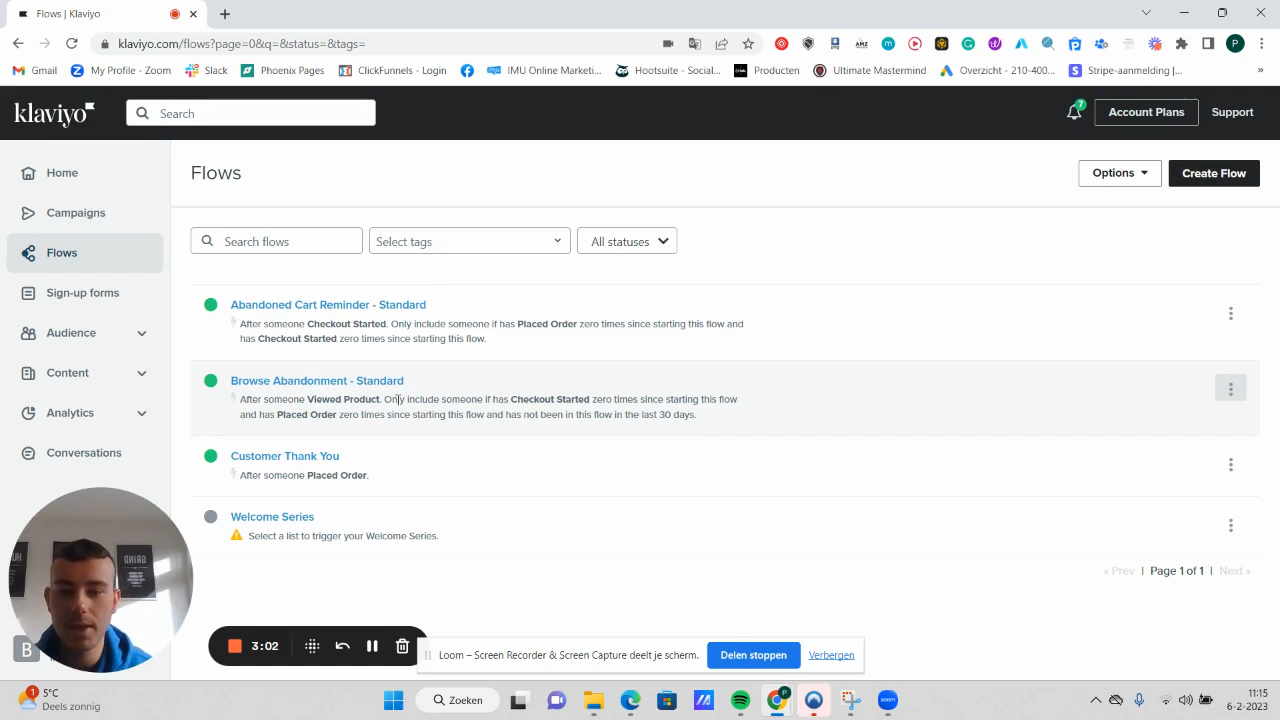 Flows | Klaviyo
klaviyo.com/flows?page=0&q=&status=&tags=
Gmail
My Profile - Zoom
Slack
Phoenix Pages
ClickFunnels - Login
IMU Online Marketi...
Hootsuite - Social...
Producten
Ultimate Mastermind
Overzicht - 210-400...
Stripe-aanmelding |...
»
klaviyo
Search
7
Account Plans
Support
Home
Campaigns
Flows
Sign-up forms
Audience
Content
Analytics
Conversations
Flows
Options
Create Flow
Search flows
Select tags
All statuses
Abandoned Cart Reminder - Standard
After someone Checkout Started. Only include someone if has Placed Order zero times since starting this flow and
has Checkout Started zero times since starting this flow.
Browse Abandonment - Standard
After someone Viewed Product. Only include someone if has Checkout Started zero times since starting this flow
and has Placed Order zero times since starting this flow and has not been in this flow in the last 30 days.
Customer Thank You
After someone Placed Order.
Welcome Series
Select a list to trigger your Welcome Series.
« Prev | Page 1 of 1 | Next »
GRIND
B
3:02
Loom – Screen Recorder & Screen Capture deelt je scherm.
Delen stoppen
Verbergen
1
5°C
Deels zonnig
Zoeken
zoom
11:15
6-2-2023